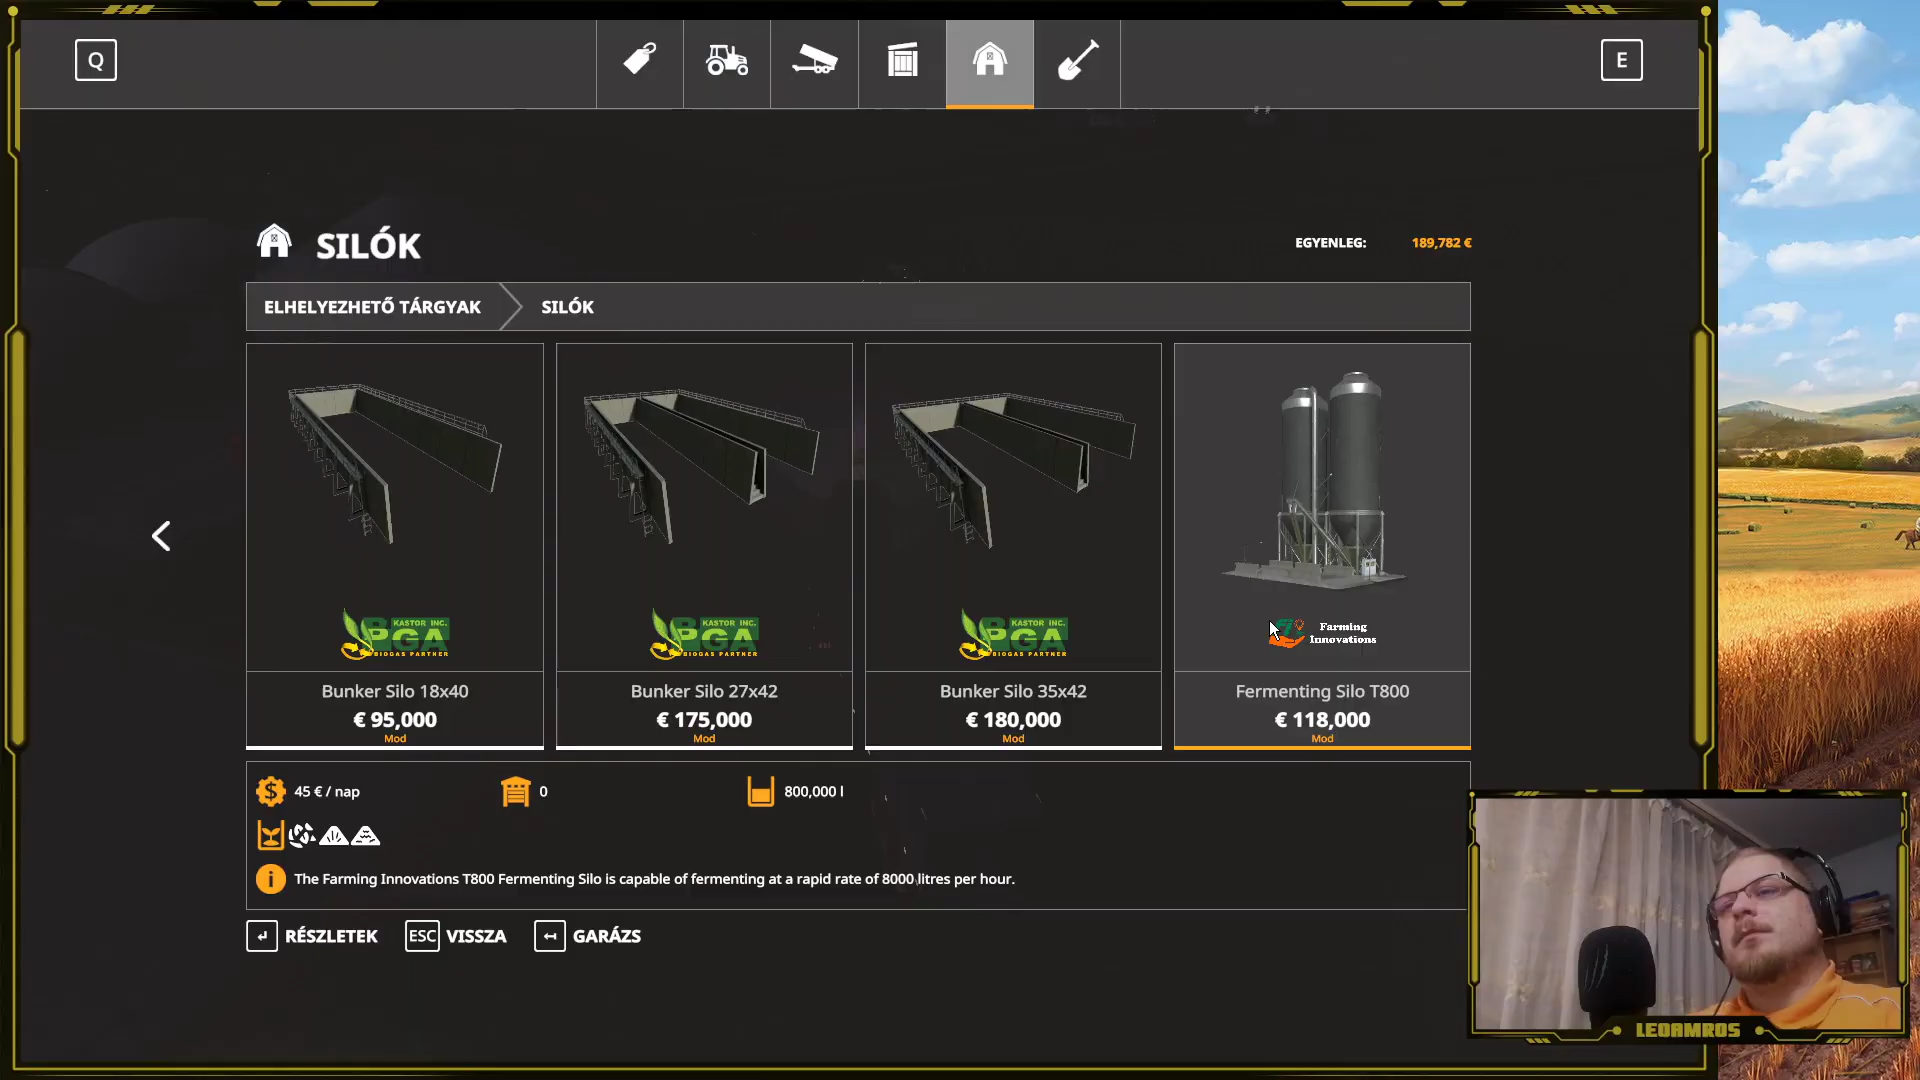 Q
E
SILÓK
EGYENLEG: 189,782 €
ELHELYEZHETŐ TÁRGYAK SILÓK
KASTOR INC.
BPGA
BIOGAS PARTNER
KASTOR INC.
BPGA
BIOGAS PARTNER
KASTOR INC.
BPGA
BIOGAS PARTNER
Farming
Innovations
Bunker Silo 18x40
€ 95,000
Mod
Bunker Silo 27x42
€ 175,000
Mod
Bunker Silo 35x42
€ 180,000
Mod
Fermenting Silo T800
€ 118,000
Mod
45 € / nap 0 800,000 l
The Farming Innovations T800 Fermenting Silo is capable of fermenting at a rapid rate of 8000 litres per hour.
RÉSZLETEK ESC VISSZA GARÁZS
LEOAMROS